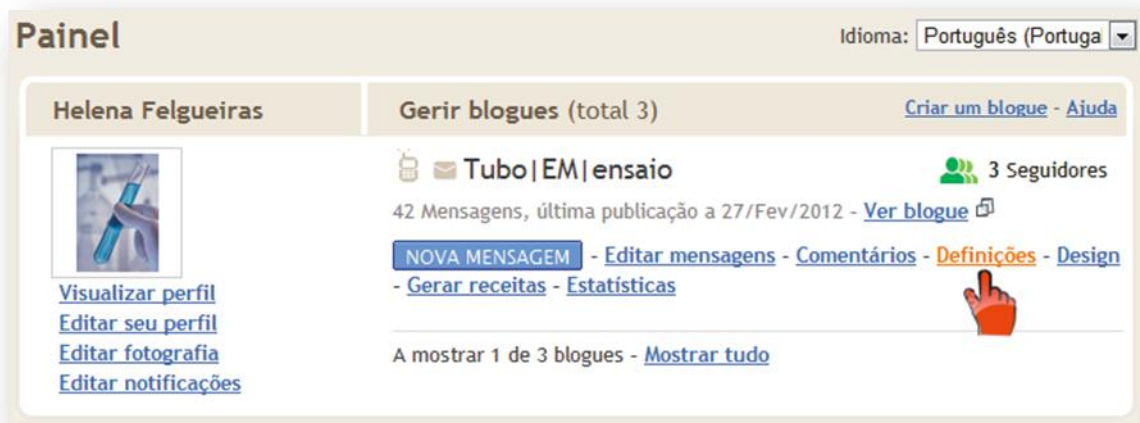 Painel
Idioma: Português (Portugal
Helena Felgueiras
Gerir blogues (total 3)
Criar um blogue - Ajuda
Tubo|EM|ensaio
3 Seguidores
42 Mensagens, última publicação a 27/Fev/2012 - Ver blogue
NOVA MENSAGEM - Editar mensagens - Comentários - Definições - Design
- Gerar receitas - Estatísticas
Visualizar perfil
Editar seu perfil
Editar fotografia
Editar notificações
A mostrar 1 de 3 blogues - Mostrar tudo